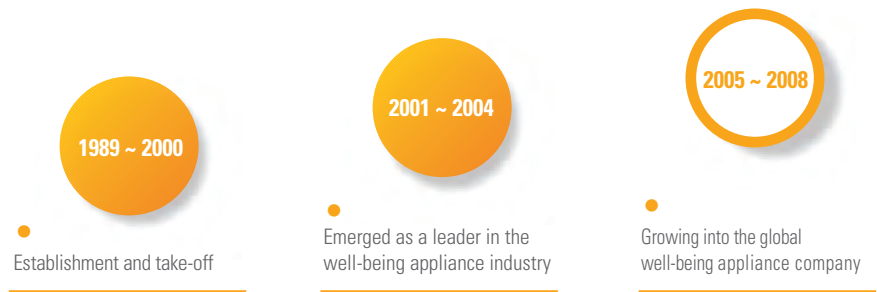 1989 ~ 2000
Establishment and take-off
2001 ~ 2004
Emerged as a leader in the
well-being appliance industry
2005 ~ 2008
Growing into the global
well-being appliance company